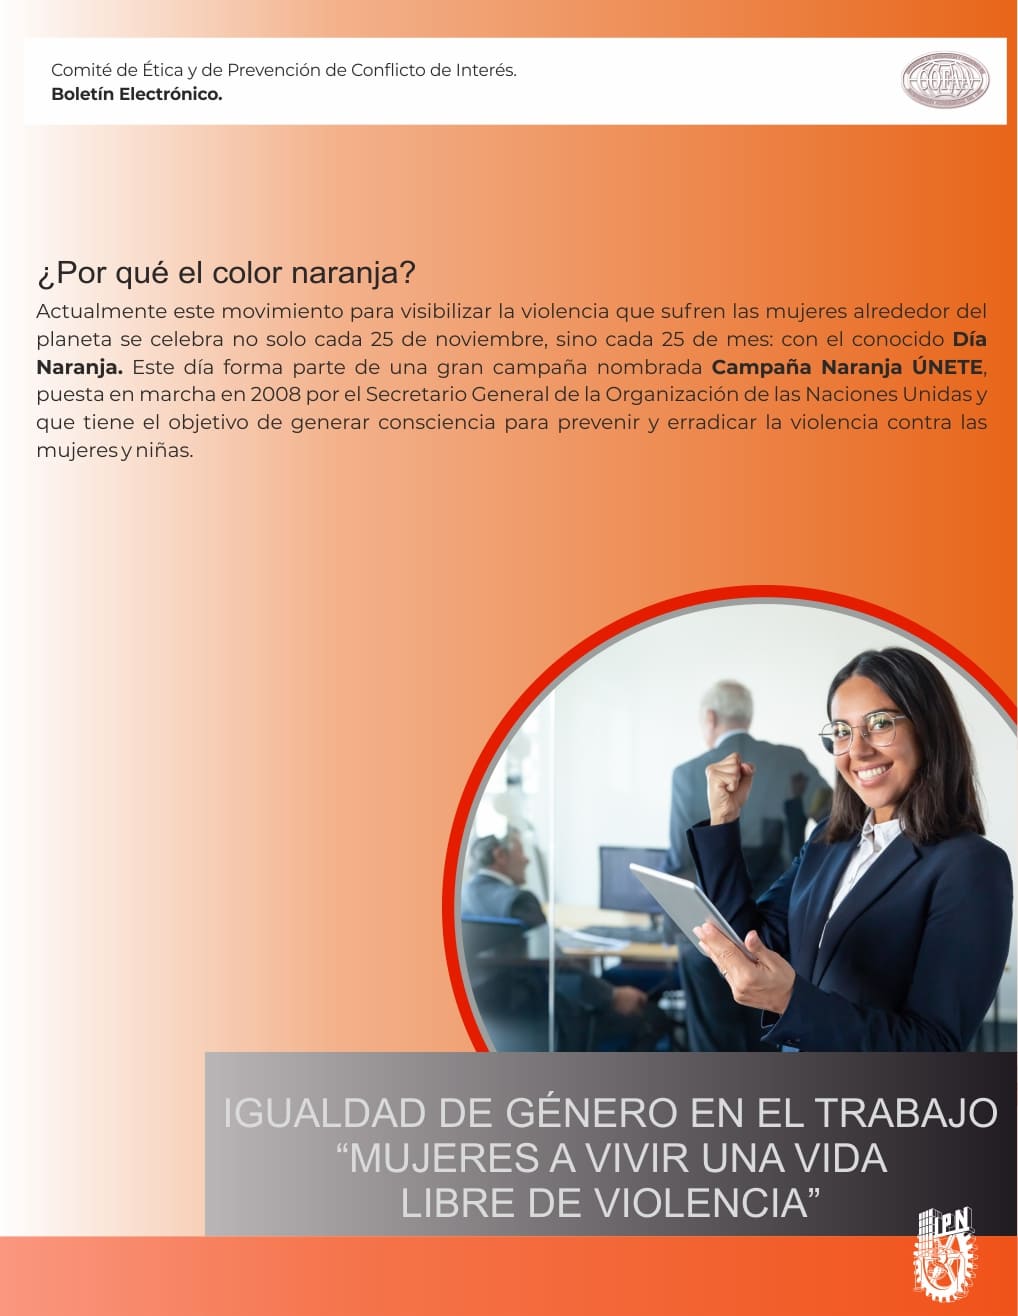 Comité de Ética y de Prevención de Conflicto de Interés.
Boletín Electrónico.
COFAA
¿Por qué el color naranja?
Actualmente este movimiento para visibilizar la violencia que sufren las mujeres alrededor del
planeta se celebra no solo cada 25 de noviembre, sino cada 25 de mes: con el conocido Día
Naranja. Este día forma parte de una gran campaña nombrada Campaña Naranja ÚNETE,
puesta en marcha en 2008 por el Secretario General de la Organización de las Naciones Unidas y
que tiene el objetivo de generar consciencia para prevenir y erradicar la violencia contra las
mujeres y niñas.
IGUALDAD DE GÉNERO EN EL TRABAJO
“MUJERES A VIVIR UNA VIDA
LIBRE DE VIOLENCIA”
IPN